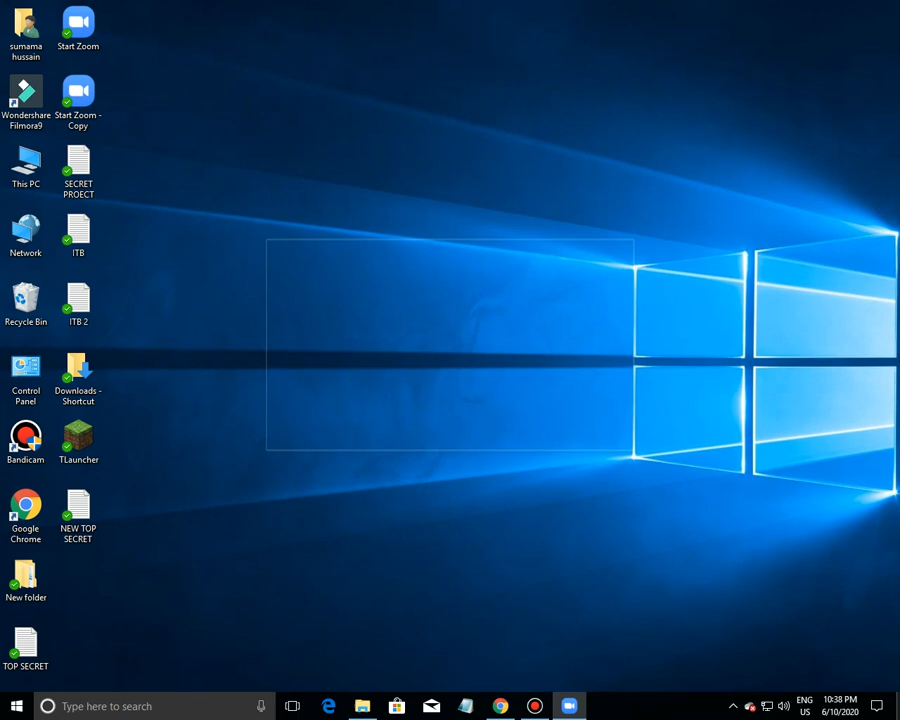 sumama
hussain
Start Zoom
Wondershare
Filmora9
Start Zoom -
Copy
This PC
SECRET
PROECT
Network
ITB
Recycle Bin
ITB 2
Control
Panel
Downloads -
Shortcut
Bandicam
TLauncher
Google
Chrome
NEW TOP
SECRET
New folder
TOP SECRET
Type here to search
ENG
US
10:38 PM
6/10/2020